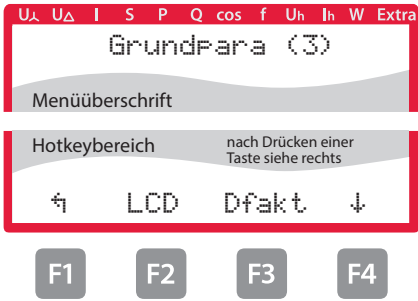 U⅄ U△ I S P Q cos f Uh Ih W Extra
Grundpara (3)
Menüüberschrift
Hotkeybereich
nach Drücken einer
Taste siehe rechts
↰ LCD Dfakt ↓
F1 F2 F3 F4